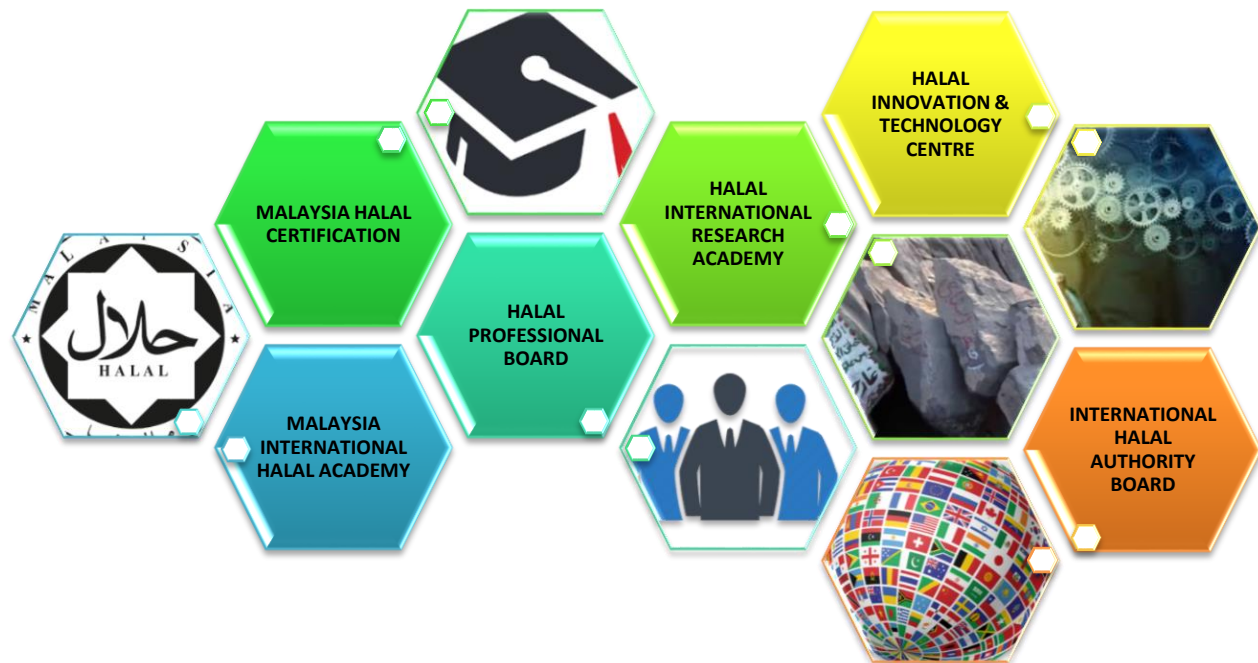 MALAYSIA
حلال
HALAL
MALAYSIA HALAL
CERTIFICATION
MALAYSIA
INTERNATIONAL
HALAL ACADEMY
HALAL
PROFESSIONAL
BOARD
HALAL
INTERNATIONAL
RESEARCH
ACADEMY
HALAL
INNOVATION &
TECHNOLOGY
CENTRE
INTERNATIONAL
HALAL
AUTHORITY
BOARD